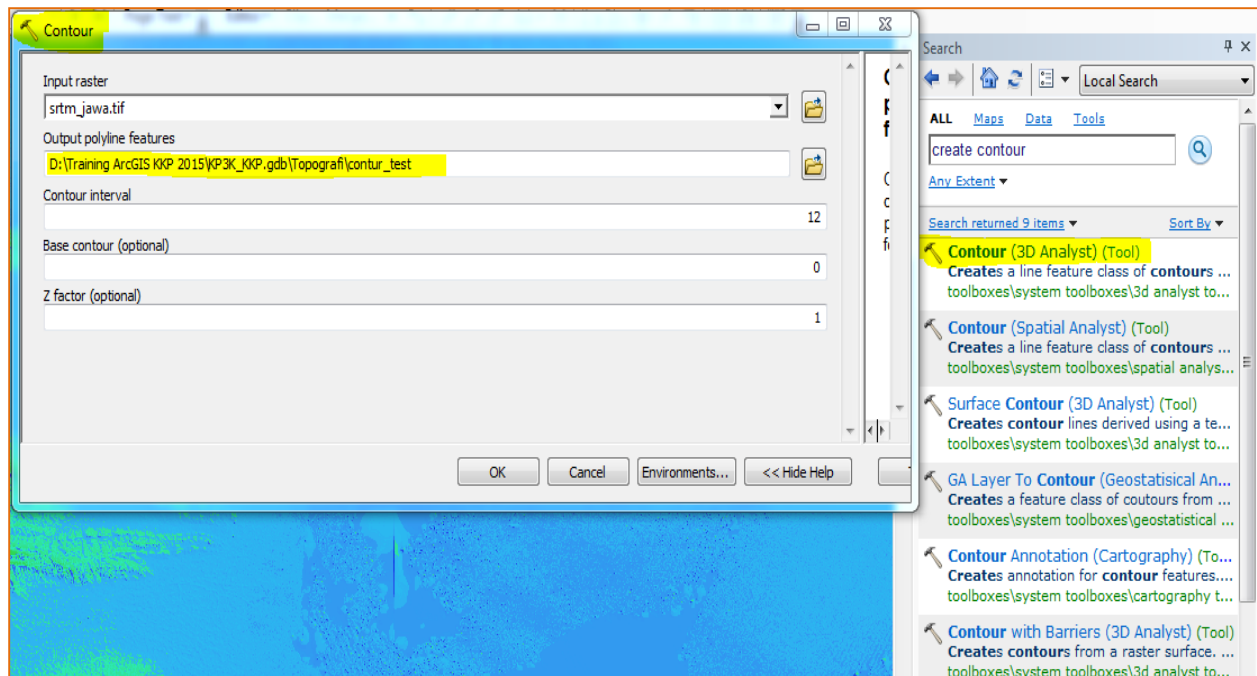 Contour
Input raster
srtm_jawa.tif
Output polyline features
D:\Training ArcGIS KKP 2015\KP3K_KKP.gdb\Topografi\contur_test
Contour interval
12
Base contour (optional)
0
Z factor (optional)
1
OK
Cancel
Environments...
<< Hide Help
Search
Local Search
ALL Maps Data Tools
create contour
Any Extent
Search returned 9 items
Sort By
Contour (3D Analyst) (Tool)
Creates a line feature class of contours ...
toolboxes\system toolboxes\3d analyst to...
Contour (Spatial Analyst) (Tool)
Creates a line feature class of contours ...
toolboxes\system toolboxes\spatial analys...
Surface Contour (3D Analyst) (Tool)
Creates contour lines derived using a te...
toolboxes\system toolboxes\3d analyst to...
GA Layer To Contour (Geostatisical An...
Creates a feature class of coutours from ...
toolboxes\system toolboxes\geostatistical ...
Contour Annotation (Cartography) (To...
Creates annotation for contour features....
toolboxes\system toolboxes\cartography t...
Contour with Barriers (3D Analyst) (Tool)
Creates contours from a raster surface. ...
toolboxes\system toolboxes\3d analyst to...